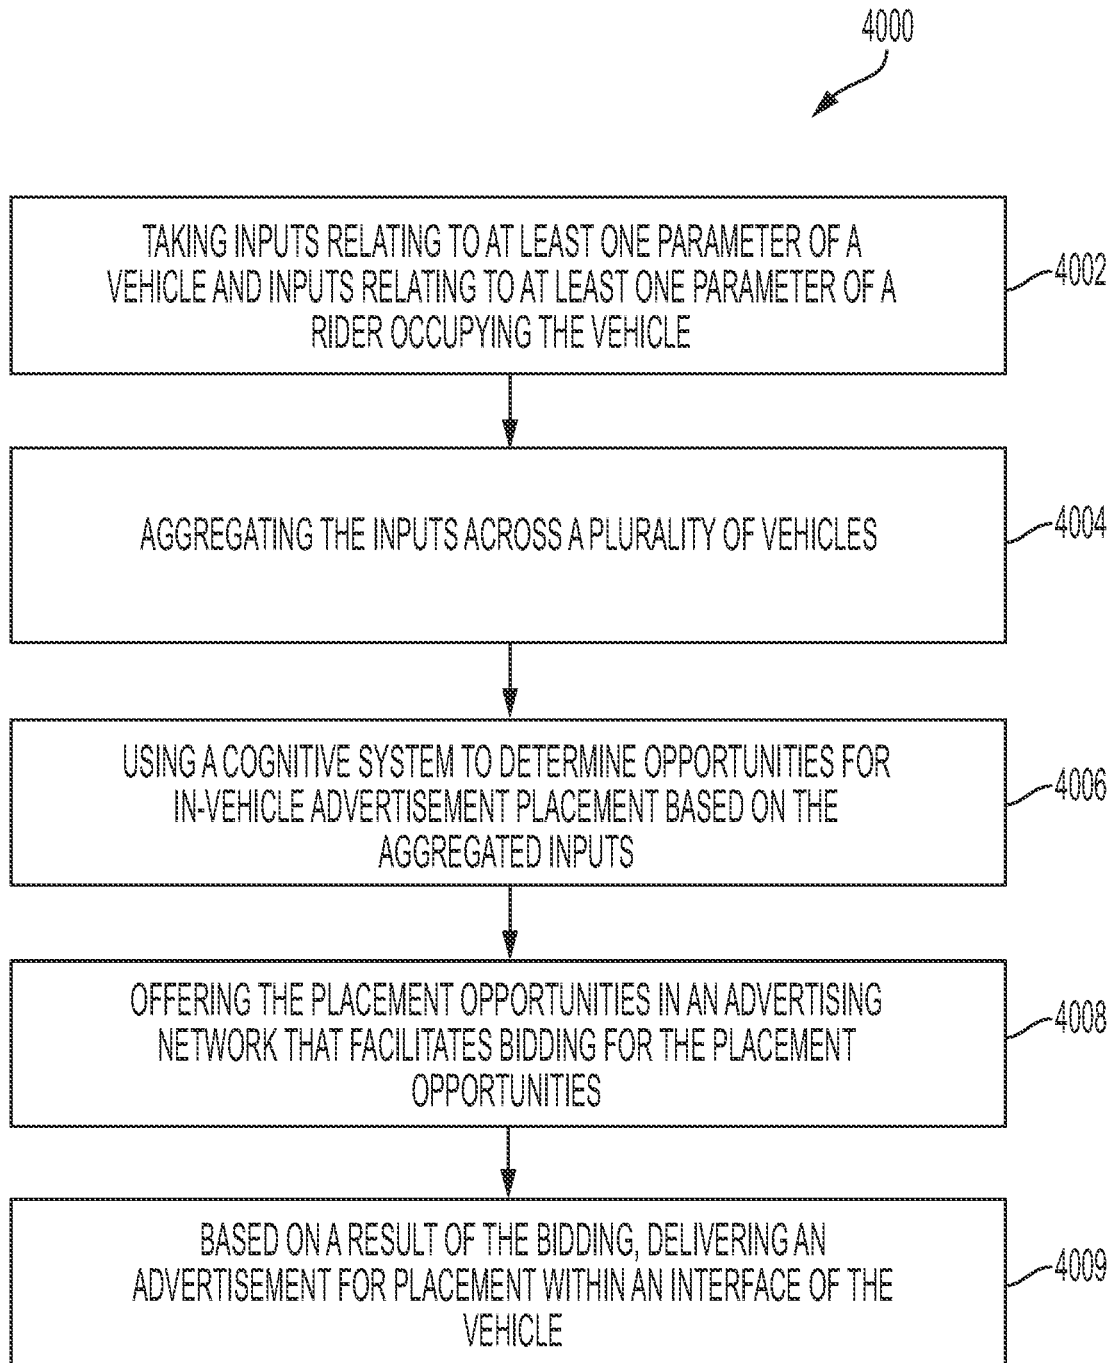 4000
TAKING INPUTS RELATING TO AT LEAST ONE PARAMETER OF A
VEHICLE AND INPUTS RELATING TO AT LEAST ONE PARAMETER OF A
RIDER OCCUPYING THE VEHICLE
4002
AGGREGATING THE INPUTS ACROSS A PLURALITY OF VEHICLES
4004
USING A COGNITIVE SYSTEM TO DETERMINE OPPORTUNITIES FOR
IN-VEHICLE ADVERTISEMENT PLACEMENT BASED ON THE
AGGREGATED INPUTS
4006
OFFERING THE PLACEMENT OPPORTUNITIES IN AN ADVERTISING
NETWORK THAT FACILITATES BIDDING FOR THE PLACEMENT
OPPORTUNITIES
4008
BASED ON A RESULT OF THE BIDDING, DELIVERING AN
ADVERTISEMENT FOR PLACEMENT WITHIN AN INTERFACE OF THE
VEHICLE
4009